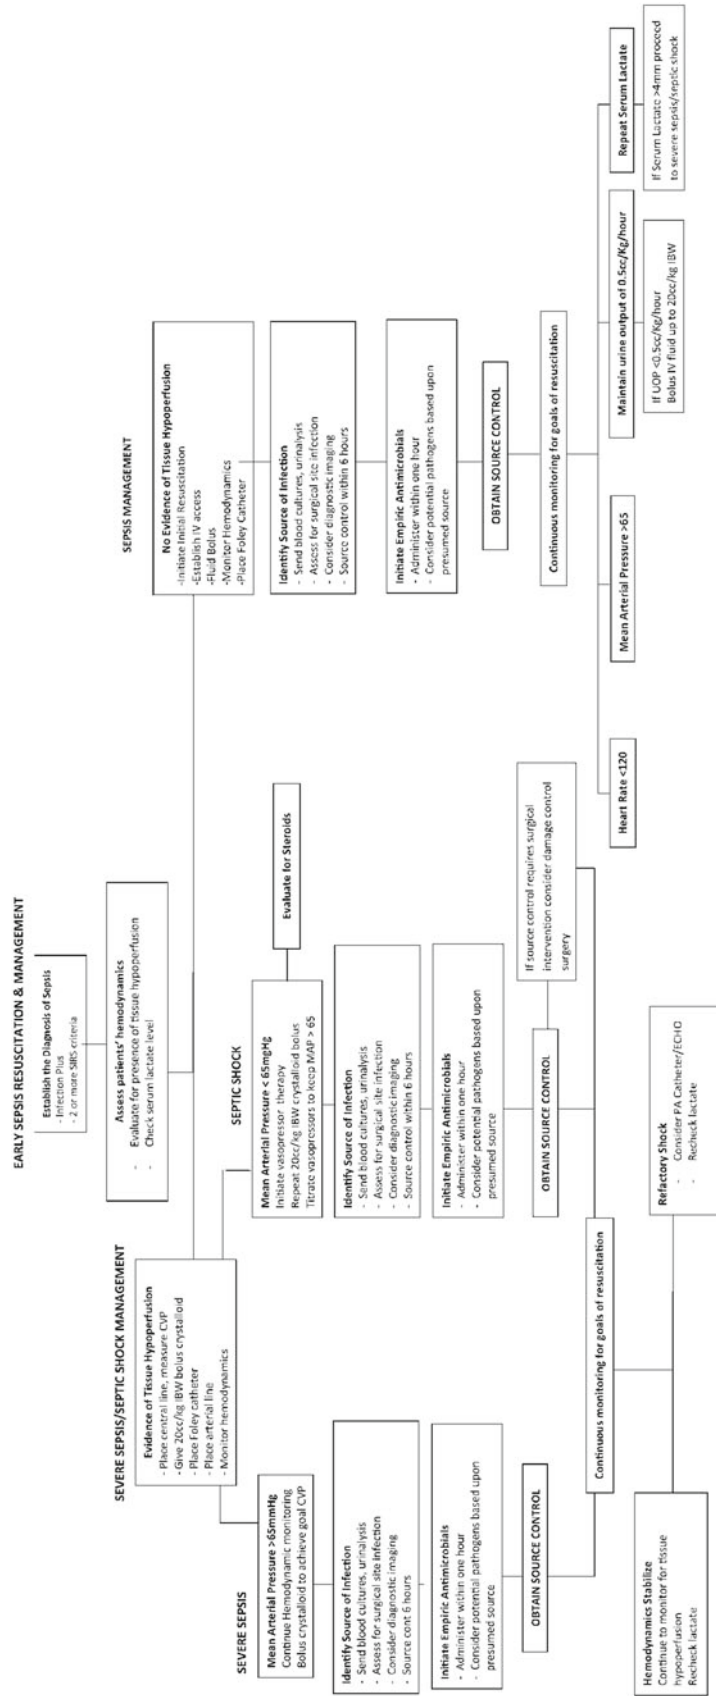 EARLY SEPSIS RESUSCITATION & MANAGEMENT
Establish the Diagnosis of Sepsis
- Infection Plus
- 2 or more SIRS criteria
Assess patients' hemodynamics
- Evaluate for presence of tissue hypoperfusion
- Check serum lactate level
SEVERE SEPSIS/SEPTIC SHOCK MANAGEMENT
Evidence of Tissue Hypoperfusion
- Place central line, measure CVP
- Give 20cc/kg IBW bolus crystalloid
- Place Foley catheter
- Place arterial line
- Monitor hemodynamics
SEVERE SEPSIS
Mean Arterial Pressure >65mmHg
Continue Hemodynamic monitoring
Bolus crystalloid to achieve goal CVP
Identify Source of Infection
- Send blood cultures, urinalysis
- Assess for surgical site infection
- Consider diagnostic imaging
- Source cont 6 hours
Initiate Empiric Antimicrobials
- Administer within one hour
- Consider potential pathogens based upon
presumed source
OBTAIN SOURCE CONTROL
SEPTIC SHOCK
Mean Arterial Pressure < 65mgHg
Initiate vasopressor therapy
Repeat 20cc/kg IBW crystalloid bolus
Titrate vasopressors to keep MAP > 65
Evaluate for Steroids
Identify Source of Infection
- Send blood cultures, urinalysis
- Assess for surgical site infection
- Consider diagnostic imaging
- Source control within 6 hours
Initiate Empiric Antimicrobials
- Administer within one hour
- Consider potential pathogens based upon
presumed source
OBTAIN SOURCE CONTROL
If source control requires surgical
intervention consider damage control
surgery
Continuous monitoring for goals of resuscitation
Hemodynamics Stabilize
Continue to monitor for tissue
hypoperfusion
Recheck lactate
Refactory Shock
- Consider PA Catheter/ECHO
- Recheck lactate
SEPSIS MANAGEMENT
No Evidence of Tissue Hypoperfusion
-Initiate Initial Resuscitation
-Establish IV access
-Fluid Bolus
-Monitor Hemodynamics
-Place Foley Catheter
Identify Source of Infection
- Send blood cultures, urinalysis
- Assess for surgical site infection
- Consider diagnostic imaging
- Source control within 6 hours
Initiate Empiric Antimicrobials
- Administer within one hour
- Consider potential pathogens based upon
presumed source
OBTAIN SOURCE CONTROL
Continuous monitoring for goals of resuscitation
Heart Rate <120
Mean Arterial Pressure >65
Maintain urine output of 0.5cc/Kg/hour
If UOP <0.5cc/Kg/hour
Bolus IV fluid up to 20cc/kg IBW
Repeat Serum Lactate
If Serum Lactate >4mm proceed
to severe sepsis/septic shock